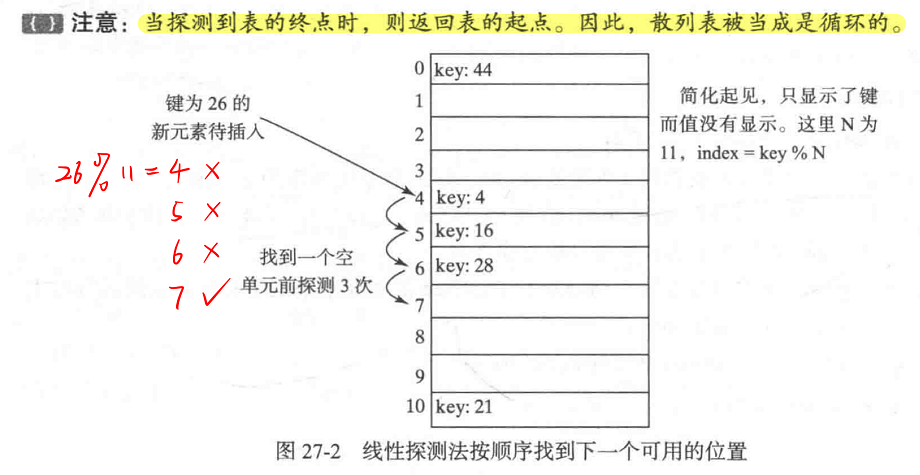 { } 注意：当探测到表的终点时，则返回表的起点。因此，散列表被当成是循环的。
键为 26 的
新元素待插入
26 % 11 = 4 ×
5 ×
6 ×
7 ✓
找到一个空
单元前探测 3 次
0 key: 44
1
2
3
4 key: 4
5 key: 16
6 key: 28
7
8
9
10 key: 21
简化起见，只显示了键
而值没有显示。这里 N 为
11，index = key % N
图 27-2 线性探测法按顺序找到下一个可用的位置